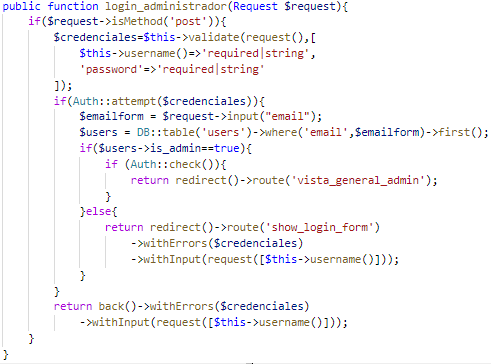 public function login_administrador(Request $request){
if($request->isMethod('post')){
$credenciales=$this->validate(request(),[
$this->username()=>'required|string',
'password'=>'required|string'
]);
if(Auth::attempt($credenciales)){
$emailform = $request->input("email");
$users = DB::table('users')->where('email',$emailform)->first();
if($users->is_admin==true){
if (Auth::check()){
return redirect()->route('vista_general_admin');
}
}else{
return redirect()->route('show_login_form')
->withErrors($credenciales)
->withInput(request([$this->username()]));
}
}
return back()->withErrors($credenciales)
->withInput(request([$this->username()]));
}
}